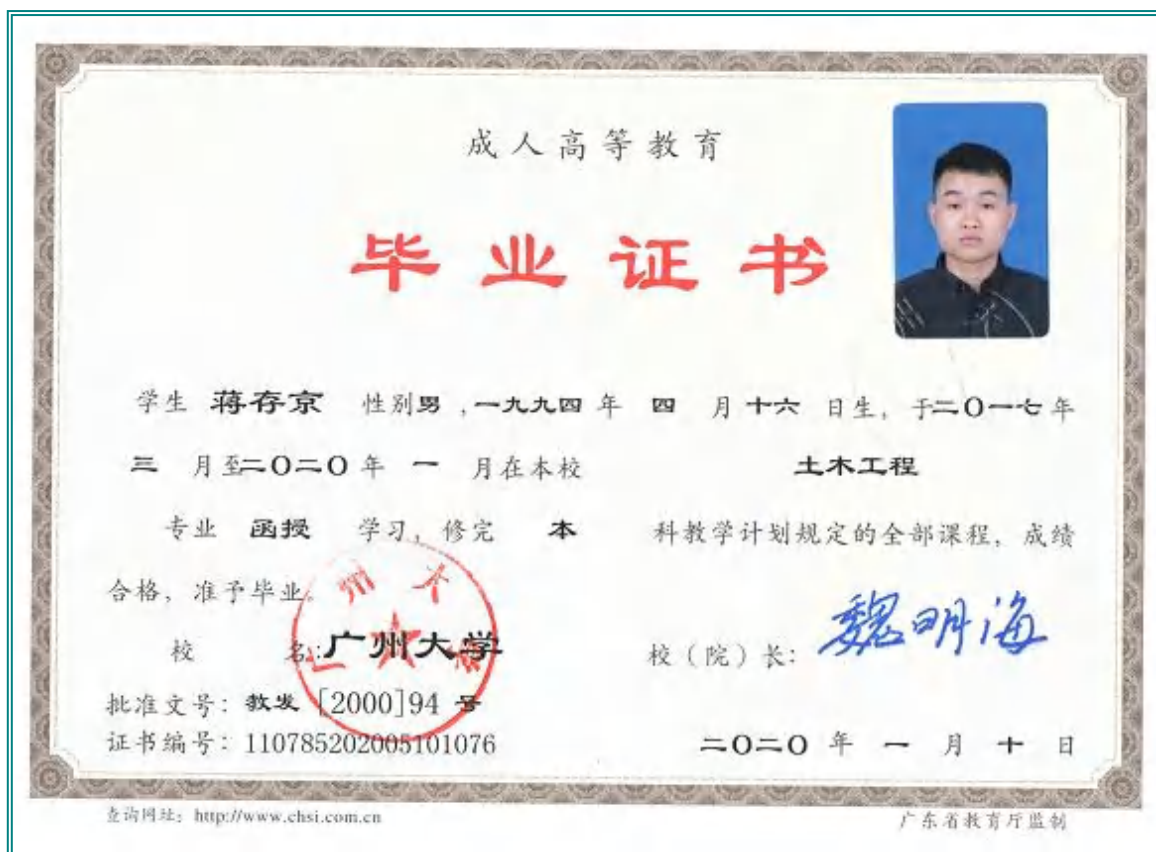 成人高等教育
毕业证书
学生 蒋存京 性别男,一九九四年 四 月十六 日生,于二〇一七年
三 月至二〇二〇年 一 月在本校 土木工程
专业 函授 学习,修完 本 科教学计划规定的全部课程,成绩
合格,准予毕业。
广州大学
校 名:广州大学 校(院)长: 魏明海
批准文号:教发 [2000]94 号
证书编号:110785202005101076 二〇二〇 年 一 月 十 日
查询网址:http://www.chsi.com.cn 广东省教育厅监制